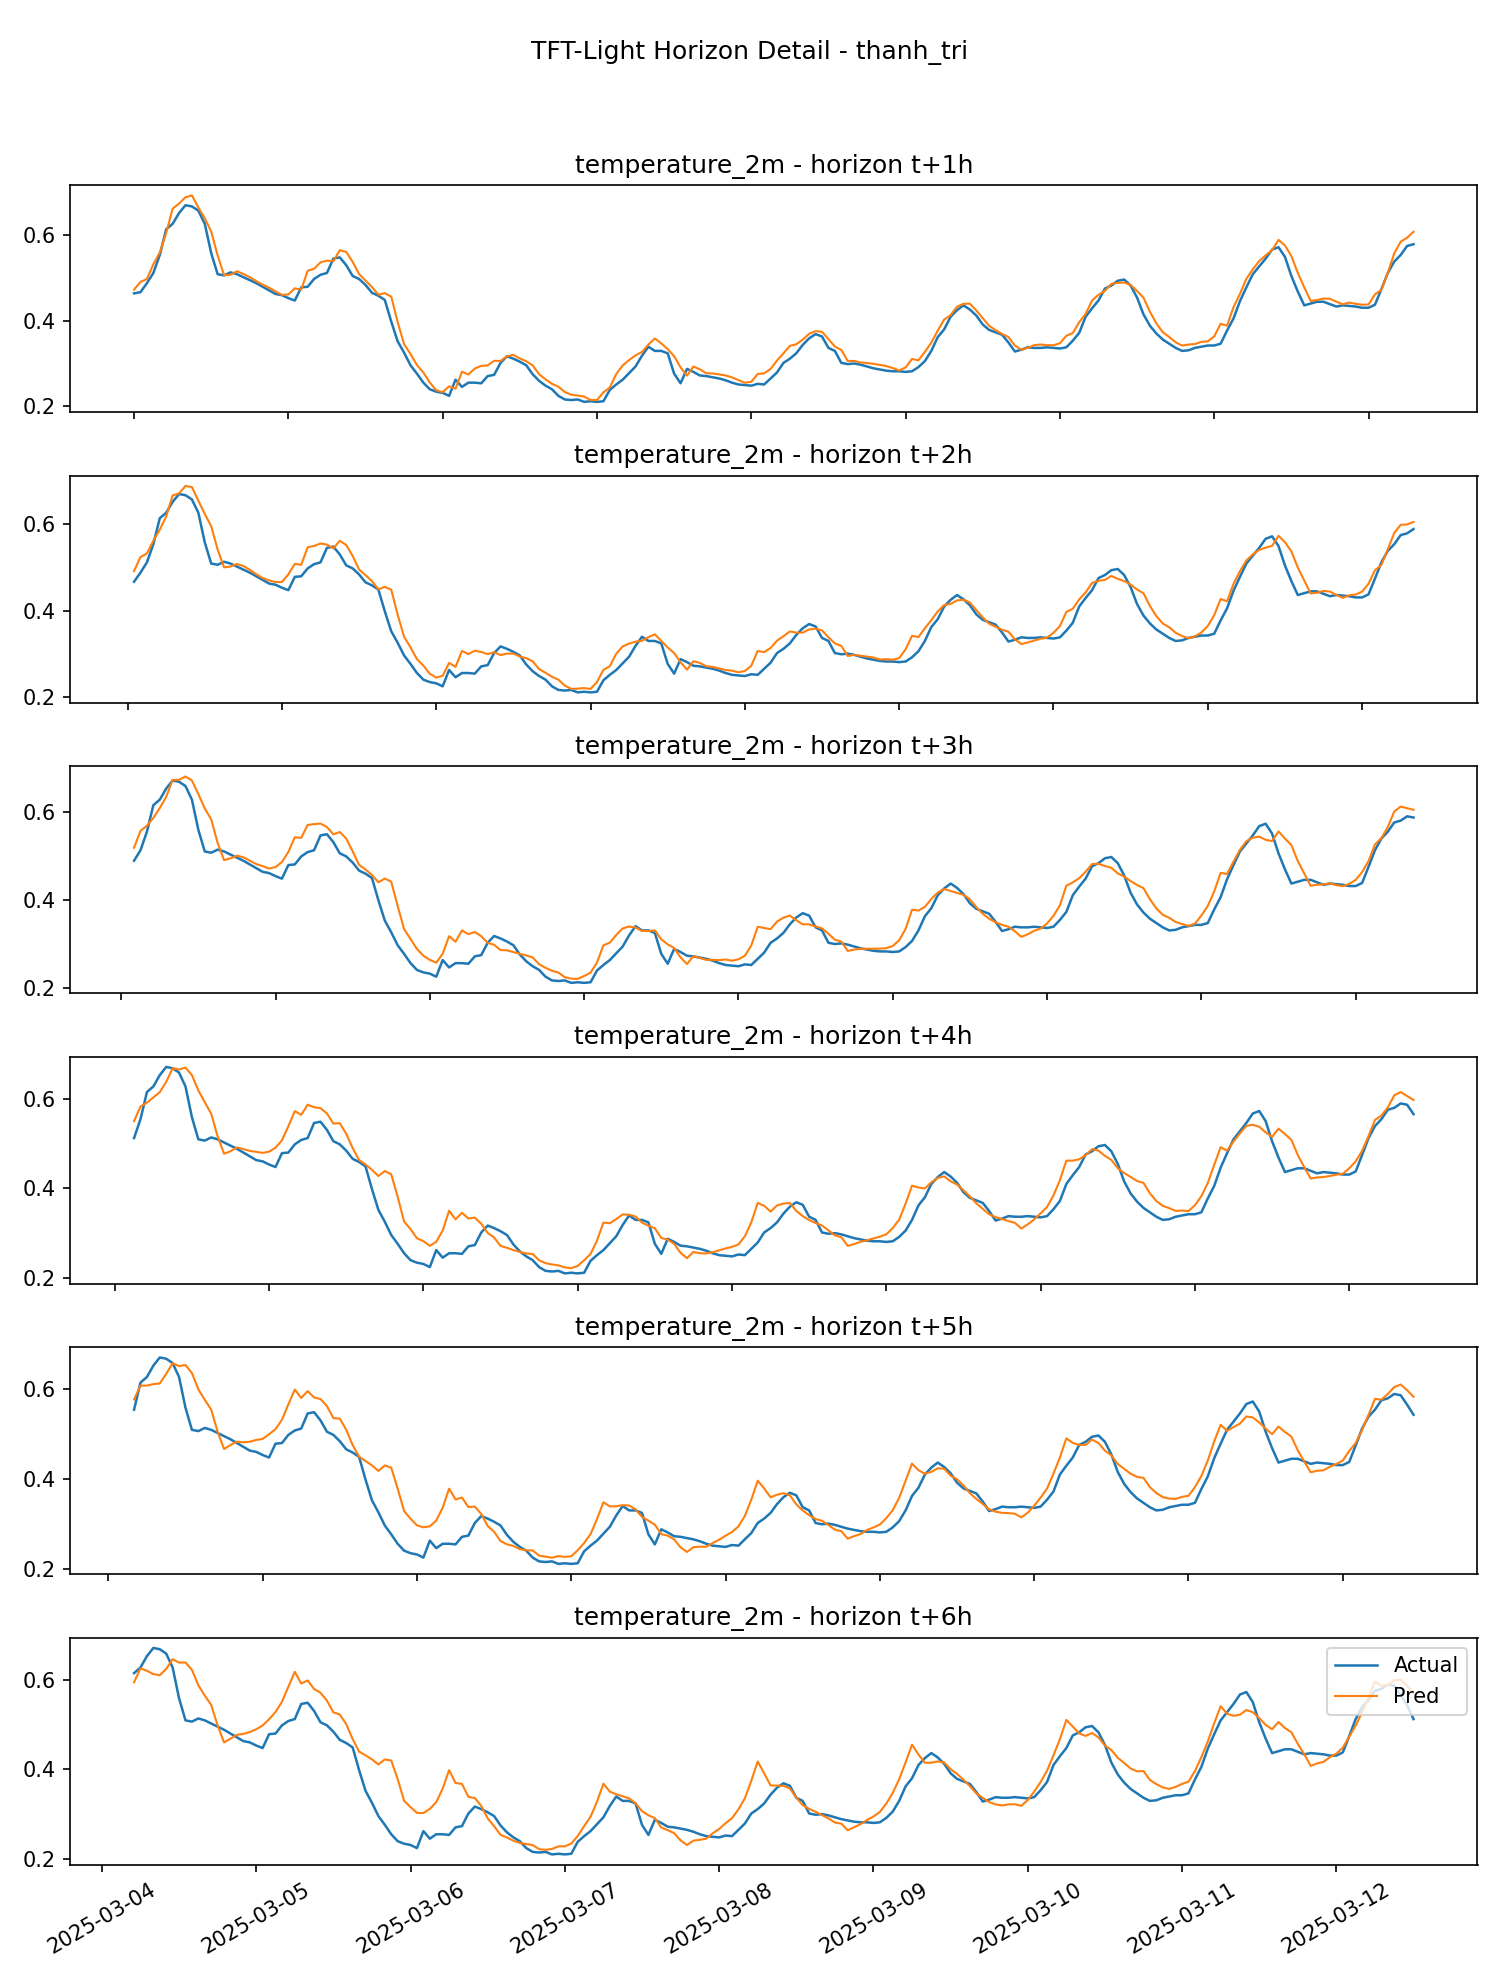 TFT-Light Horizon Detail - thanh_tri
temperature_2m - horizon t+1h
0.6
0.4
0.2
temperature_2m - horizon t+2h
0.6
0.4
0.2
temperature_2m - horizon t+3h
0.6
0.4
0.2
temperature_2m - horizon t+4h
0.6
0.4
0.2
temperature_2m - horizon t+5h
0.6
0.4
0.2
temperature_2m - horizon t+6h
Actual
Pred
0.6
0.4
0.2
2025-03-04 2025-03-05 2025-03-06 2025-03-07 2025-03-08 2025-03-09 2025-03-10 2025-03-11 2025-03-12